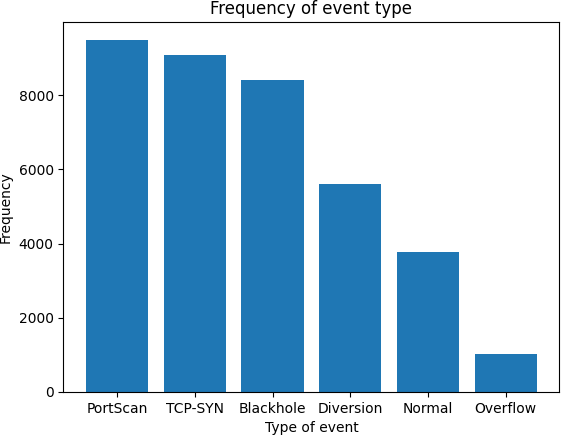 Frequency of event type
Frequency
8000
6000
4000
2000
0
PortScan TCP-SYN Blackhole Diversion Normal Overflow
Type of event